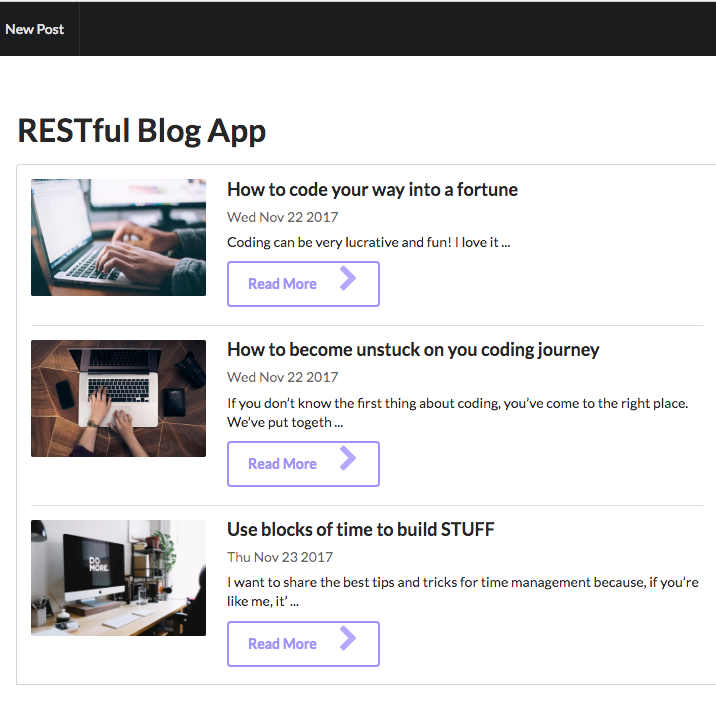 New Post
RESTful Blog App
How to code your way into a fortune
Wed Nov 22 2017
Coding can be very lucrative and fun! I love it ...
Read More
How to become unstuck on you coding journey
Wed Nov 22 2017
If you don’t know the first thing about coding, you’ve come to the right place.
We’ve put togeth ...
Read More
DO
MORE.
Use blocks of time to build STUFF
Thu Nov 23 2017
I want to share the best tips and tricks for time management because, if you’re
like me, it’ ...
Read More